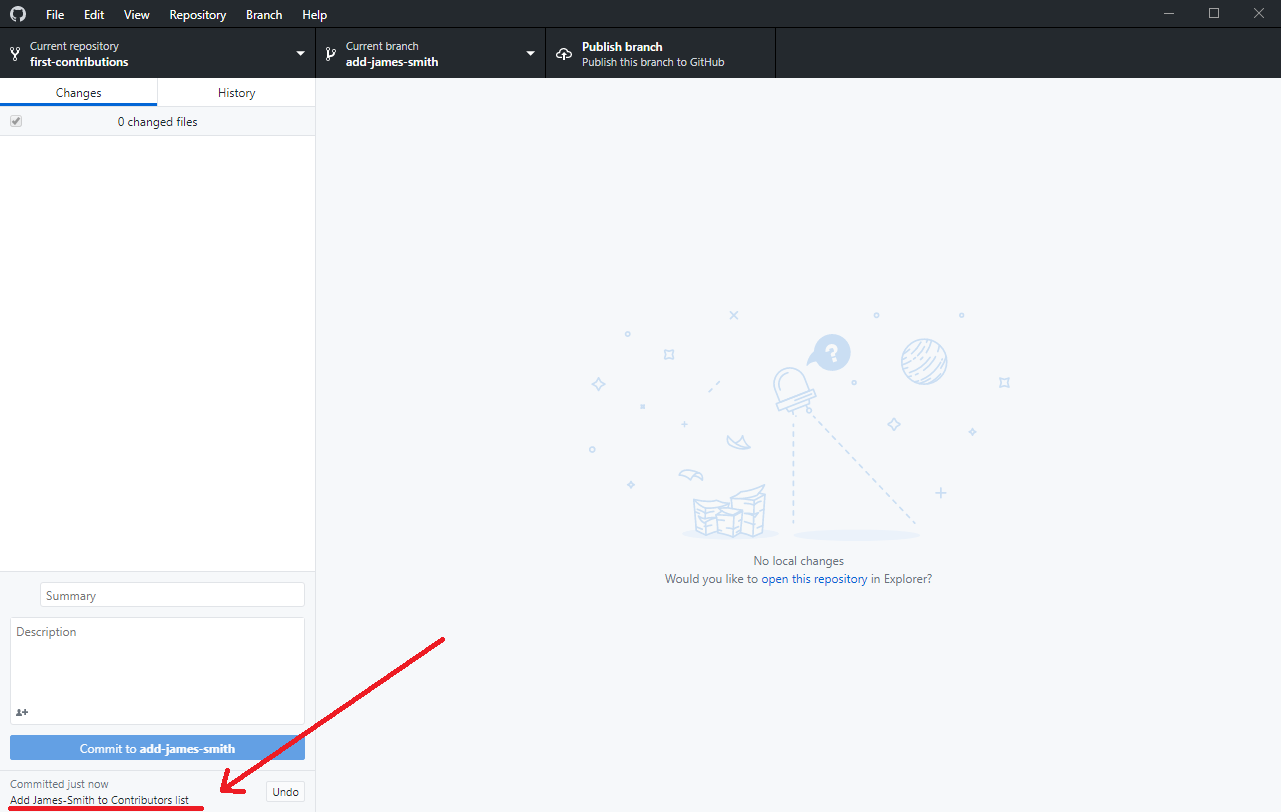 File Edit View Repository Branch Help
Current repository
first-contributions
Current branch
add-james-smith
Publish branch
Publish this branch to GitHub
Changes
History
0 changed files
?
No local changes
Would you like to open this repository in Explorer?
Summary
Description
Commit to add-james-smith
Committed just now
Add James-Smith to Contributors list
Undo